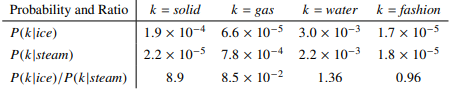 Probability and Ratio k = solid k = gas k = water k = fashion
P(k|ice) 1.9 × 10⁻⁴ 6.6 × 10⁻⁵ 3.0 × 10⁻³ 1.7 × 10⁻⁵
P(k|steam) 2.2 × 10⁻⁵ 7.8 × 10⁻⁴ 2.2 × 10⁻³ 1.8 × 10⁻⁵
P(k|ice)/P(k|steam) 8.9 8.5 × 10⁻² 1.36 0.96